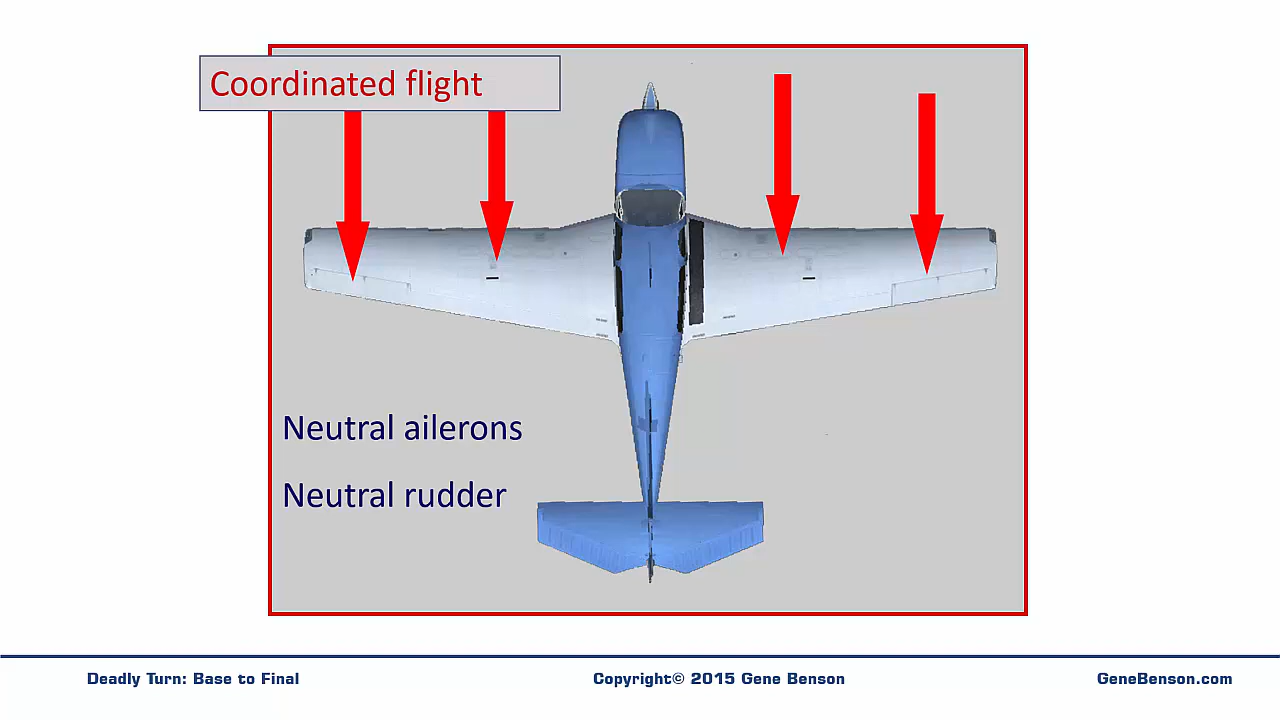 Coordinated flight
Neutral ailerons
Neutral rudder
Deadly Turn: Base to Final
Copyright© 2015 Gene Benson
GeneBenson.com